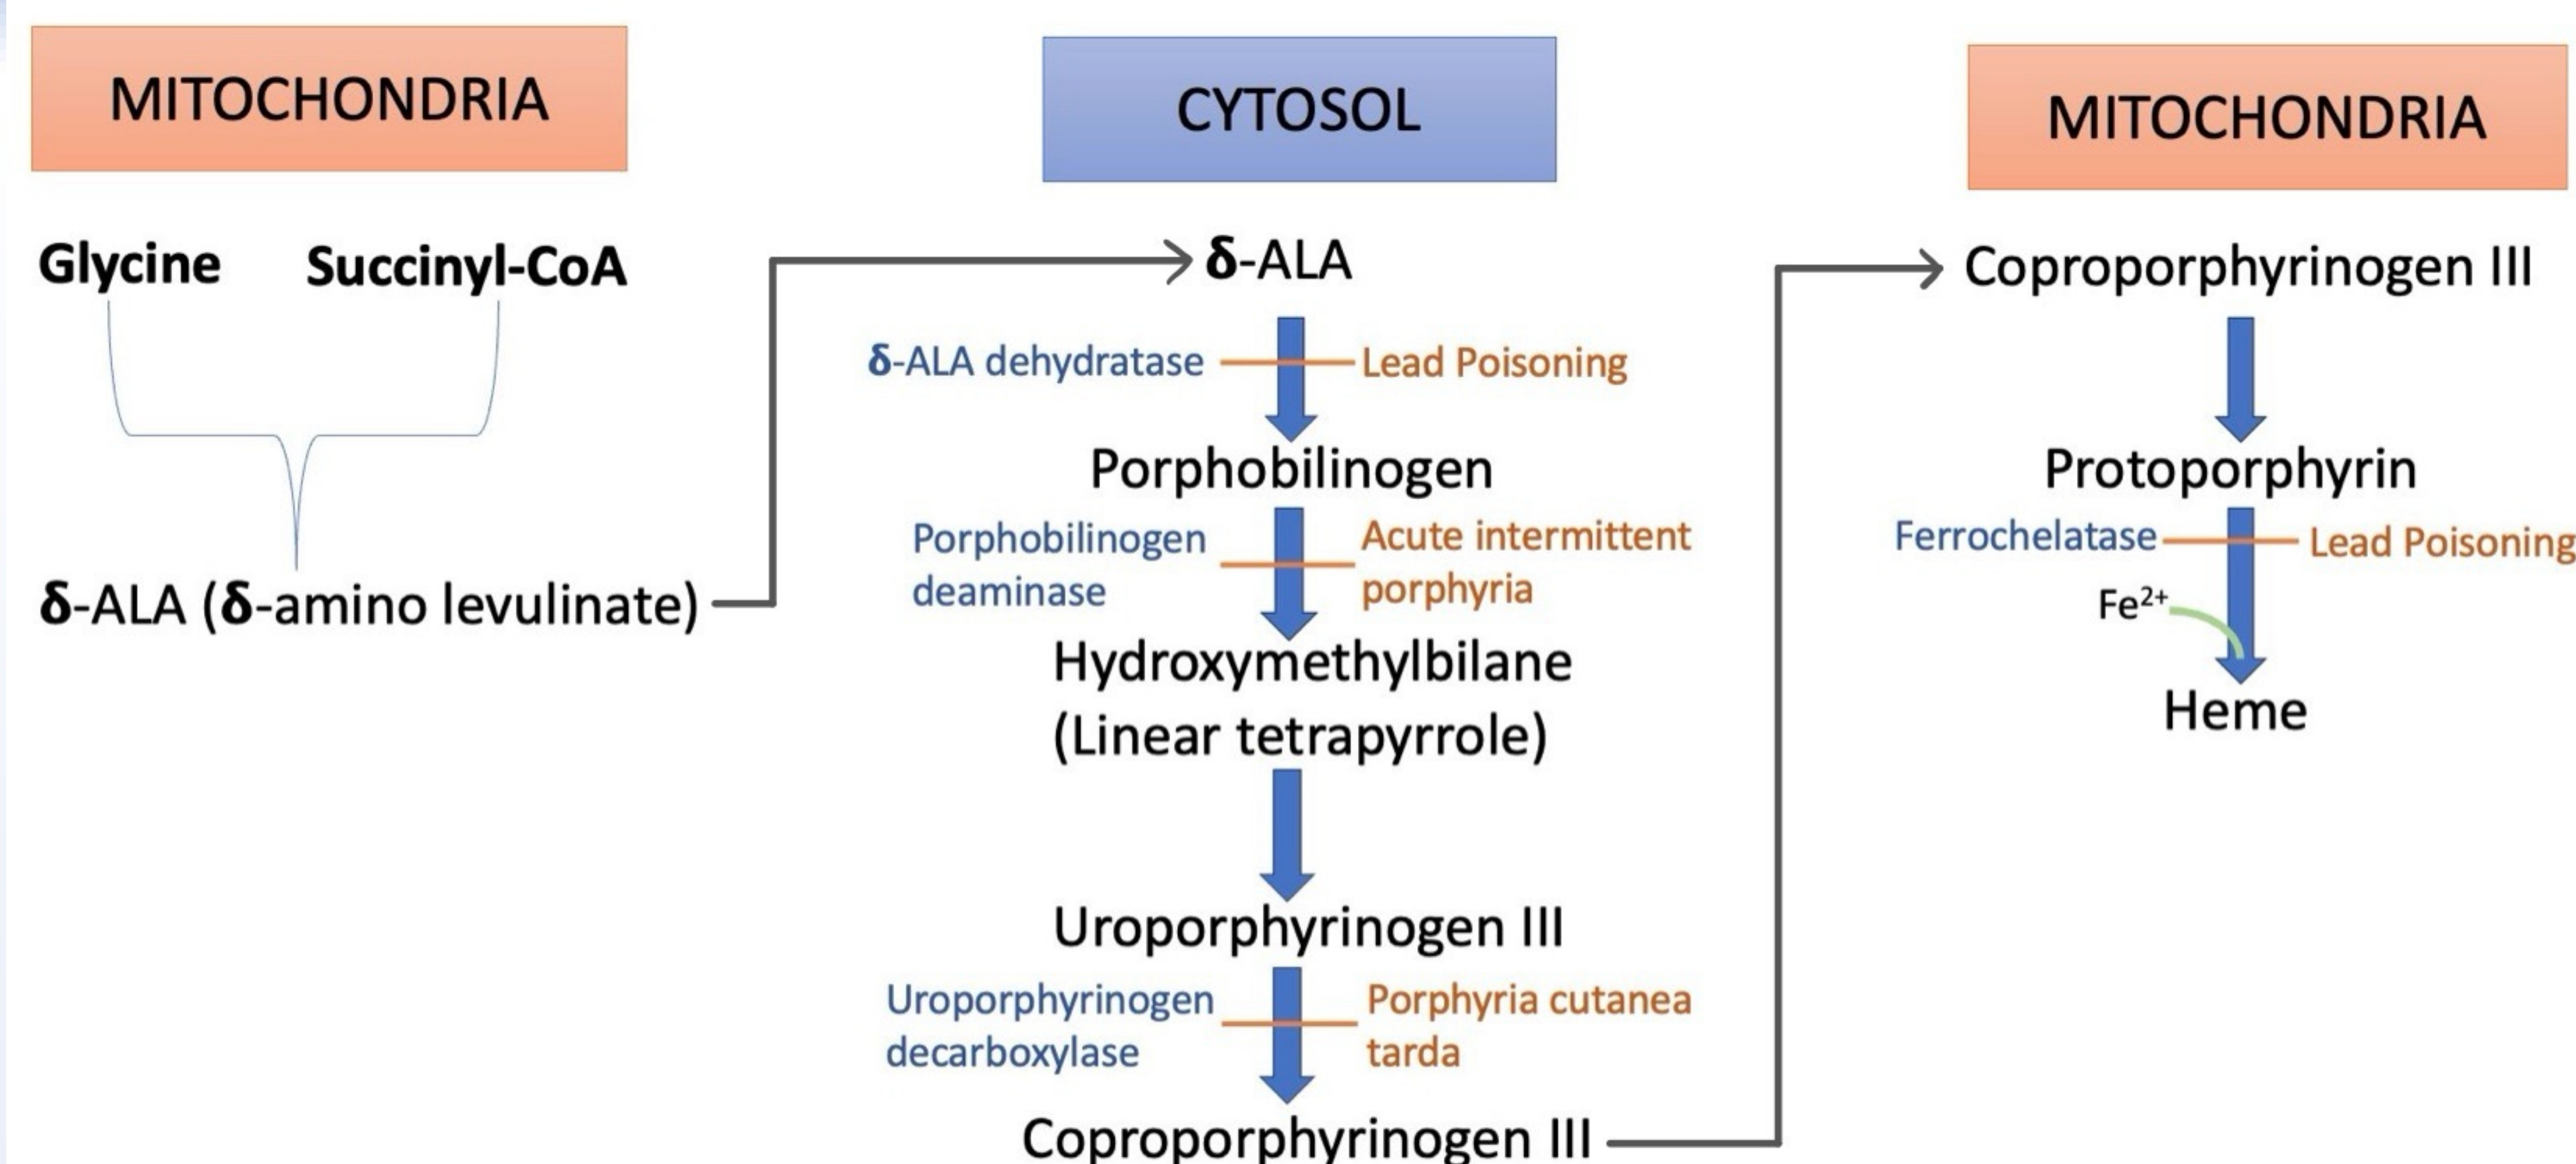 MITOCHONDRIA
Glycine
Succinyl-CoA
δ-ALA (δ-amino levulinate)
CYTOSOL
δ-ALA
δ-ALA dehydratase
Lead Poisoning
Porphobilinogen
Porphobilinogen
deaminase
Acute intermittent
porphyria
Hydroxymethylbilane
(Linear tetrapyrrole)
Uroporphyrinogen III
Uroporphyrinogen
decarboxylase
Porphyria cutanea
tarda
Coproporphyrinogen III
MITOCHONDRIA
Coproporphyrinogen III
Protoporphyrin
Ferrochelatase
Lead Poisoning
Fe²⁺
Heme